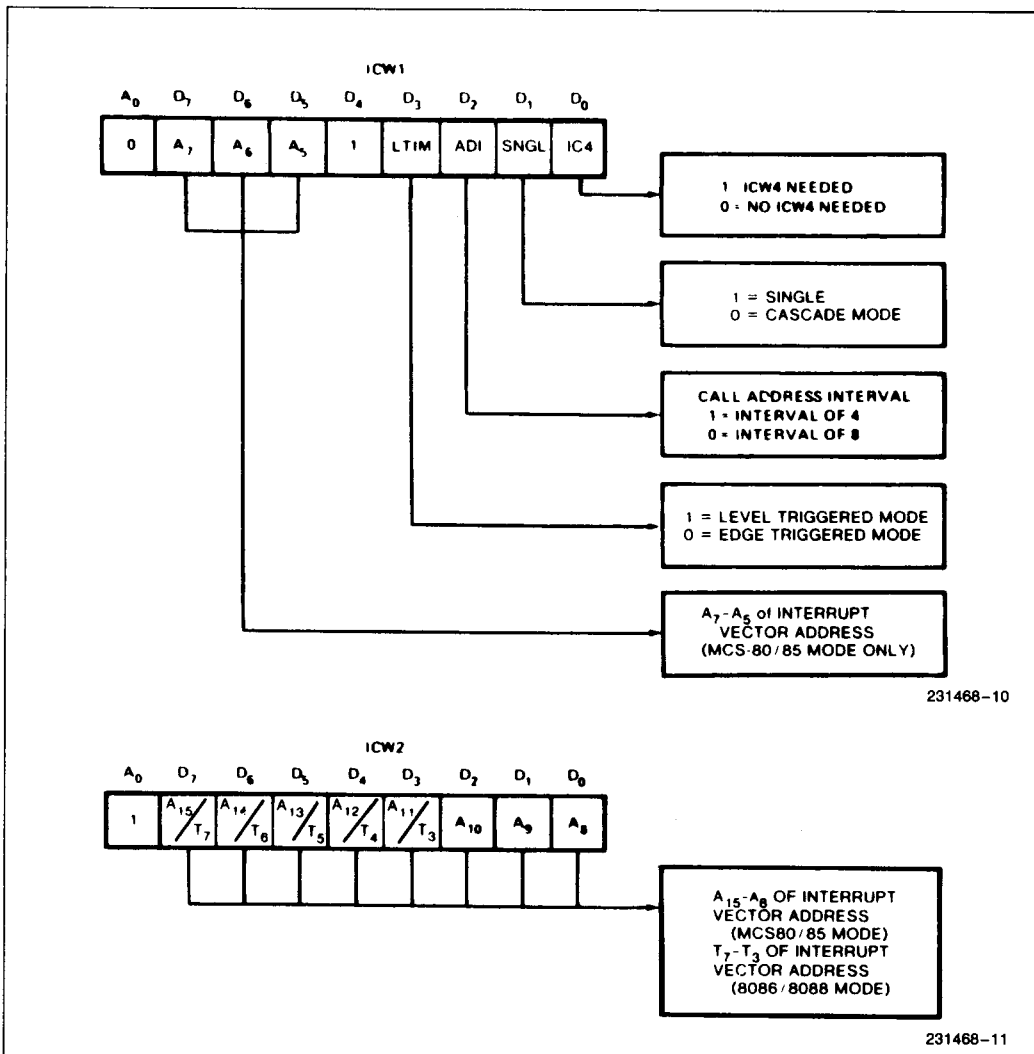 ICW1
A₀ D₇ D₆ D₅ D₄ D₃ D₂ D₁ D₀
0 A₇ A₆ A₅ 1 LTIM ADI SNGL IC4
1 ICW4 NEEDED
0 = NO ICW4 NEEDED
1 = SINGLE
0 = CASCADE MODE
CALL ADDRESS INTERVAL
1 = INTERVAL OF 4
0 = INTERVAL OF 8
1 = LEVEL TRIGGERED MODE
0 = EDGE TRIGGERED MODE
A₇-A₅ of INTERRUPT
VECTOR ADDRESS
(MCS-80/85 MODE ONLY)
231468-10
ICW2
A₀ D₇ D₆ D₅ D₄ D₃ D₂ D₁ D₀
1 A₁₅/T₇ A₁₄/T₆ A₁₃/T₅ A₁₂/T₄ A₁₁/T₃ A₁₀ A₉ A₈
A₁₅-A₈ OF INTERRUPT
VECTOR ADDRESS
(MCS80/85 MODE)
T₇-T₃ OF INTERRUPT
VECTOR ADDRESS
(8086/8088 MODE)
231468-11